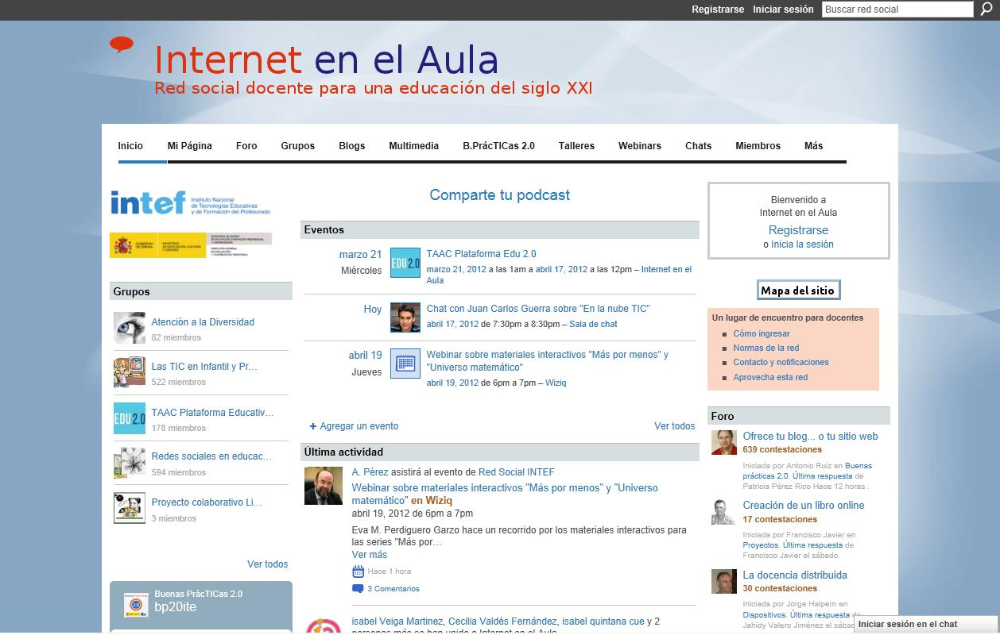 Registrarse Iniciar sesión Buscar red social
Internet en el Aula
Red social docente para una educación del siglo XXI
Inicio Mi Página Foro Grupos Blogs Multimedia B.PrácTICas 2.0 Talleres Webinars Chats Miembros Más
intef
Instituto Nacional
de Tecnologías Educativas
y de Formación del Profesorado
GOBIERNO
DE ESPAÑA
MINISTERIO
DE EDUCACIÓN, CULTURA
Y DEPORTE
Grupos
Atención a la Diversidad
82 miembros
Las TIC en Infantil y Pr…
522 miembros
EDU 2.0
TAAC Plataforma Educativ…
178 miembros
Redes sociales en educac…
594 miembros
Proyecto colaborativo Li…
3 miembros
Ver todos
Buenas PrácTICas 2.0
bp20ite
Comparte tu podcast
Eventos
marzo 21
Miércoles
EDU 2.0
TAAC Plataforma Edu 2.0
marzo 21, 2012 a las 1am a abril 17, 2012 a las 12pm – Internet en el
Aula
Hoy
Chat con Juan Carlos Guerra sobre "En la nube TIC"
abril 17, 2012 de 7:30pm a 8:30pm – Sala de chat
abril 19
Jueves
Webinar sobre materiales interactivos "Más por menos" y
"Universo matemático"
abril 19, 2012 de 6pm a 7pm – Wiziq
+ Agregar un evento
Ver todos
Última actividad
A. Pérez asistirá al evento de Red Social INTEF
Webinar sobre materiales interactivos "Más por menos" y "Universo
matemático" en Wiziq
abril 19, 2012 de 6pm a 7pm
Eva M. Perdiguero Garzo hace un recorrido por los materiales interactivos para
las series "Más por…
Ver más
Hace 1 hora
3 Comentarios
isabel Veiga Martinez, Cecilia Valdés Fernández, isabel quintana cue y 2
personas más se han unido a Internet en el Aula
Bienvenido a
Internet en el Aula
Registrarse
o Inicia la sesión
Mapa del sitio
Un lugar de encuentro para docentes
Cómo ingresar
Normas de la red
Contacto y notificaciones
Aprovecha esta red
Foro
Ofrece tu blog... o tu sitio web
639 contestaciones
Iniciada por Antonio Ruiz en Buenas
prácticas 2.0. Última respuesta de
Patricia Pérez Rico Hace 12 horas .
Creación de un libro online
17 contestaciones
Iniciada por Francisco Javier en
Proyectos. Última respuesta de
Francisco Javier el sábado.
La docencia distribuida
30 contestaciones
Iniciada por Jorge Halpern en
Dispositivos. Última respuesta
Jahidy Valero Jiménez el
Iniciar sesión en el chat